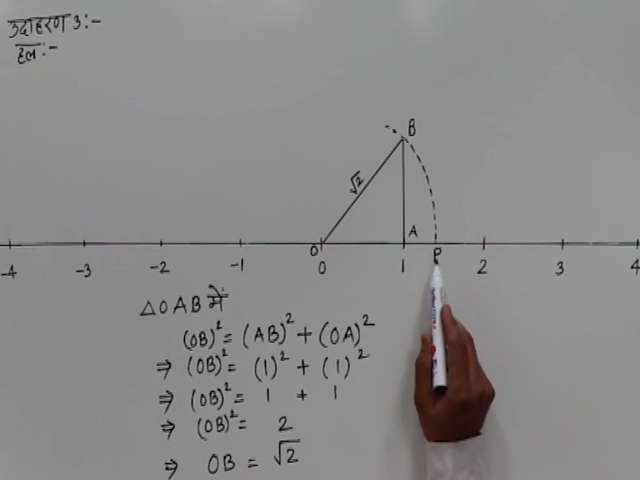 उदाहरण 3:-
हल:-
B
√2
O A P
-4 -3 -2 -1 0 1 2 3 4
△OAB में
(OB)² = (AB)² + (OA)²
⇒ (OB)² = (1)² + (1)²
⇒ (OB)² = 1 + 1
⇒ (OB)² = 2
⇒ OB = √2